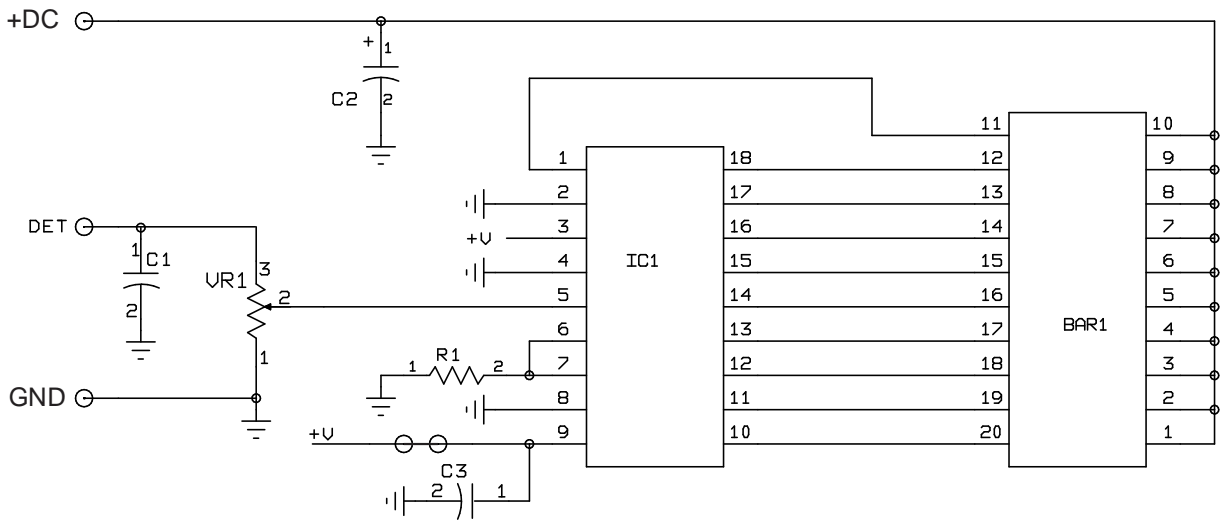 +DC
+ 1
C2 2
11 10
1 18 12 9
2 17 13 8
DET
3 16 14 7
+V
1 C1
IC1
4 15 15 6
3
VR1
2
5 14 16 5
2
BAR1
6 13 17 4
1
R1
1 2
7 12 18 3
GND
8 11 19 2
+V
9 10 20 1
C3
2 1